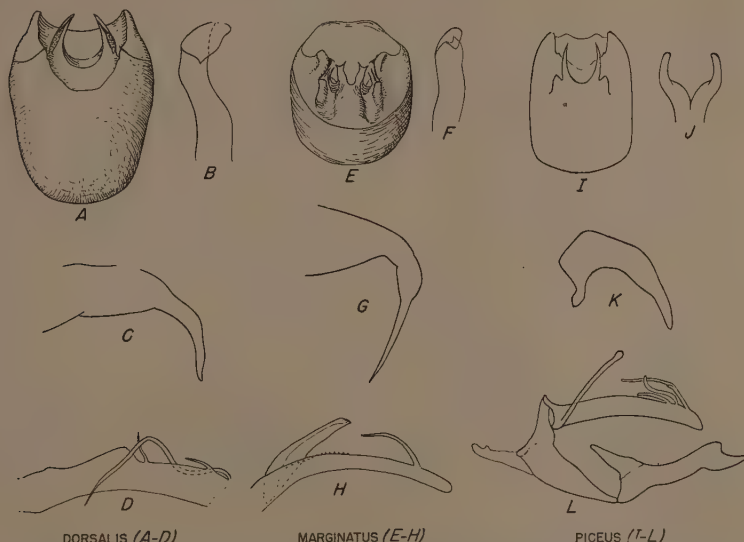 A
B
E
F
I
J
C
G
K
D
H
L
DORSALIS (A-D)
MARGINATUS (E-H)
PICEUS (I-L)